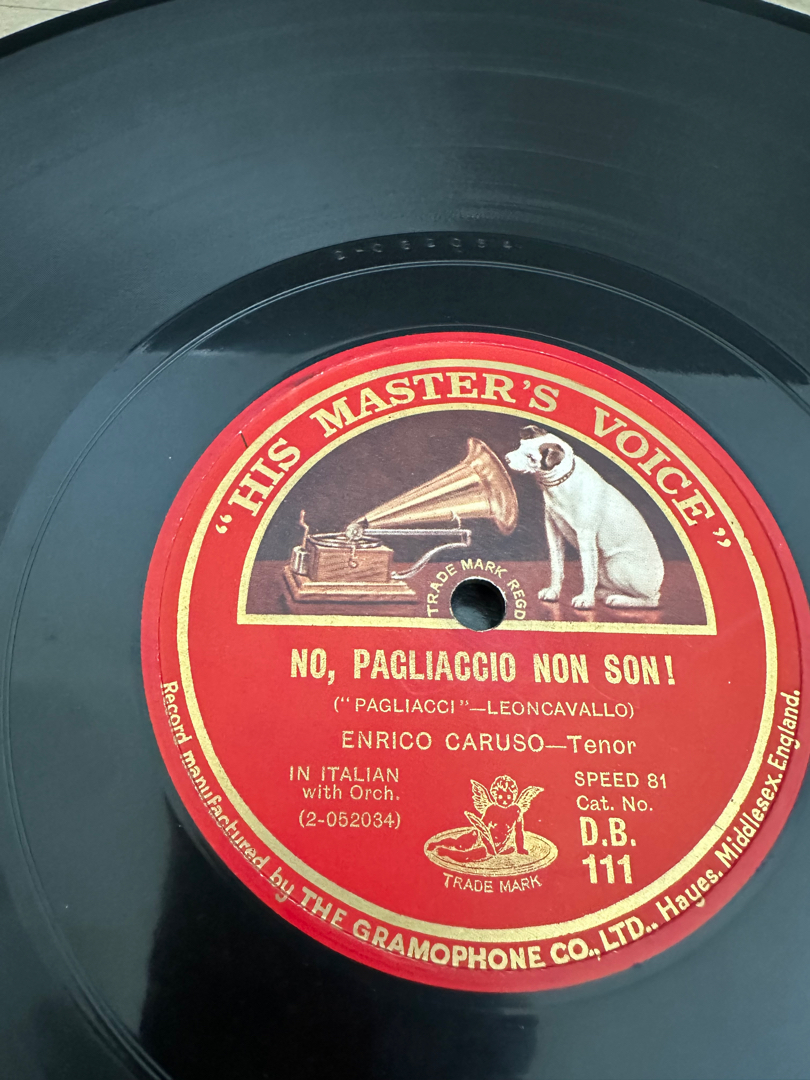 2-052034
"HIS MASTER'S VOICE"
TRADE MARK REGD
NO, PAGLIACCIO NON SON!
("PAGLIACCI"—LEONCAVALLO)
ENRICO CARUSO—Tenor
IN ITALIAN
with Orch.
(2-052034)
SPEED 81
Cat. No.
D.B.
111
TRADE MARK
Record manufactured by THE GRAMOPHONE CO., LTD., Hayes, Middlesex, England.